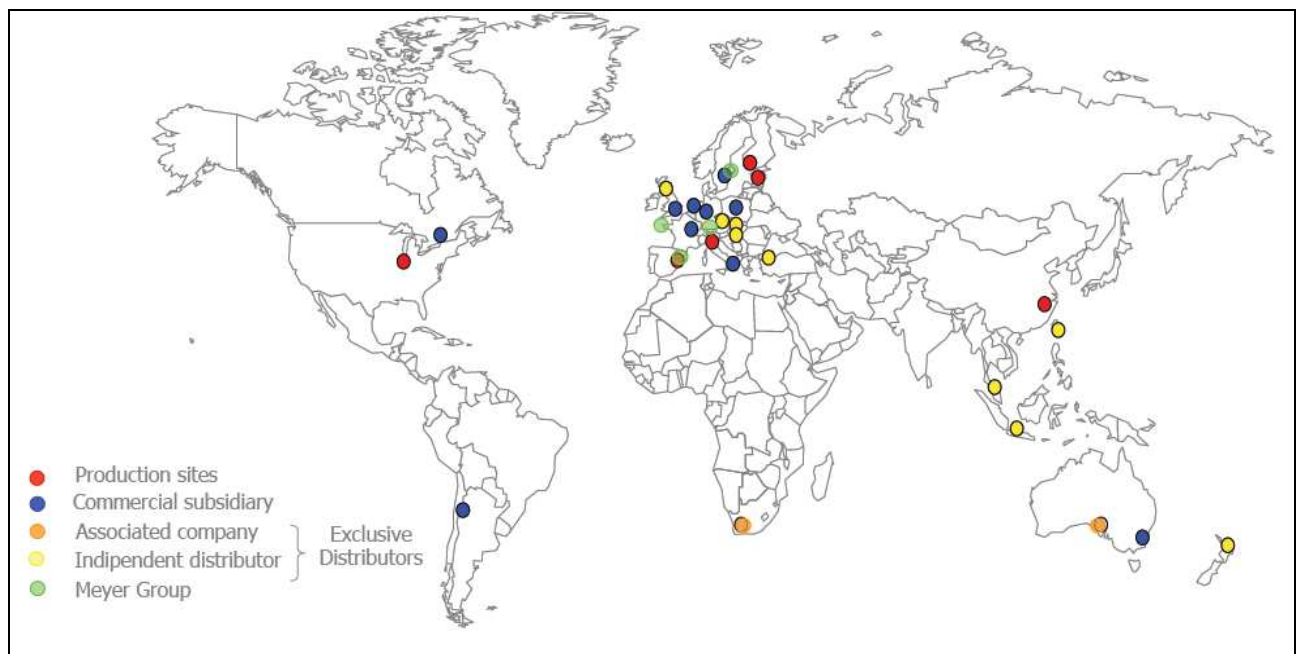 Production sites
Commercial subsidiary
Associated company
Indipendent distributor
Exclusive
Distributors
Meyer Group